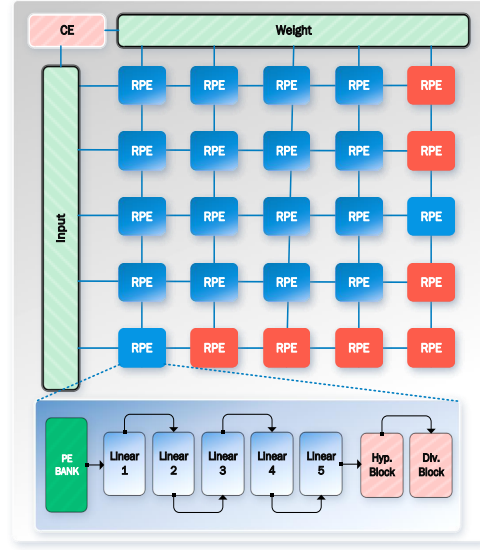 CE
Weight
Input
RPE RPE RPE RPE RPE
RPE RPE RPE RPE RPE
RPE RPE RPE RPE RPE
RPE RPE RPE RPE RPE
RPE RPE RPE RPE RPE
PE
BANK
Linear
1
Linear
2
Linear
3
Linear
4
Linear
5
Hyp.
Block
Div.
Block